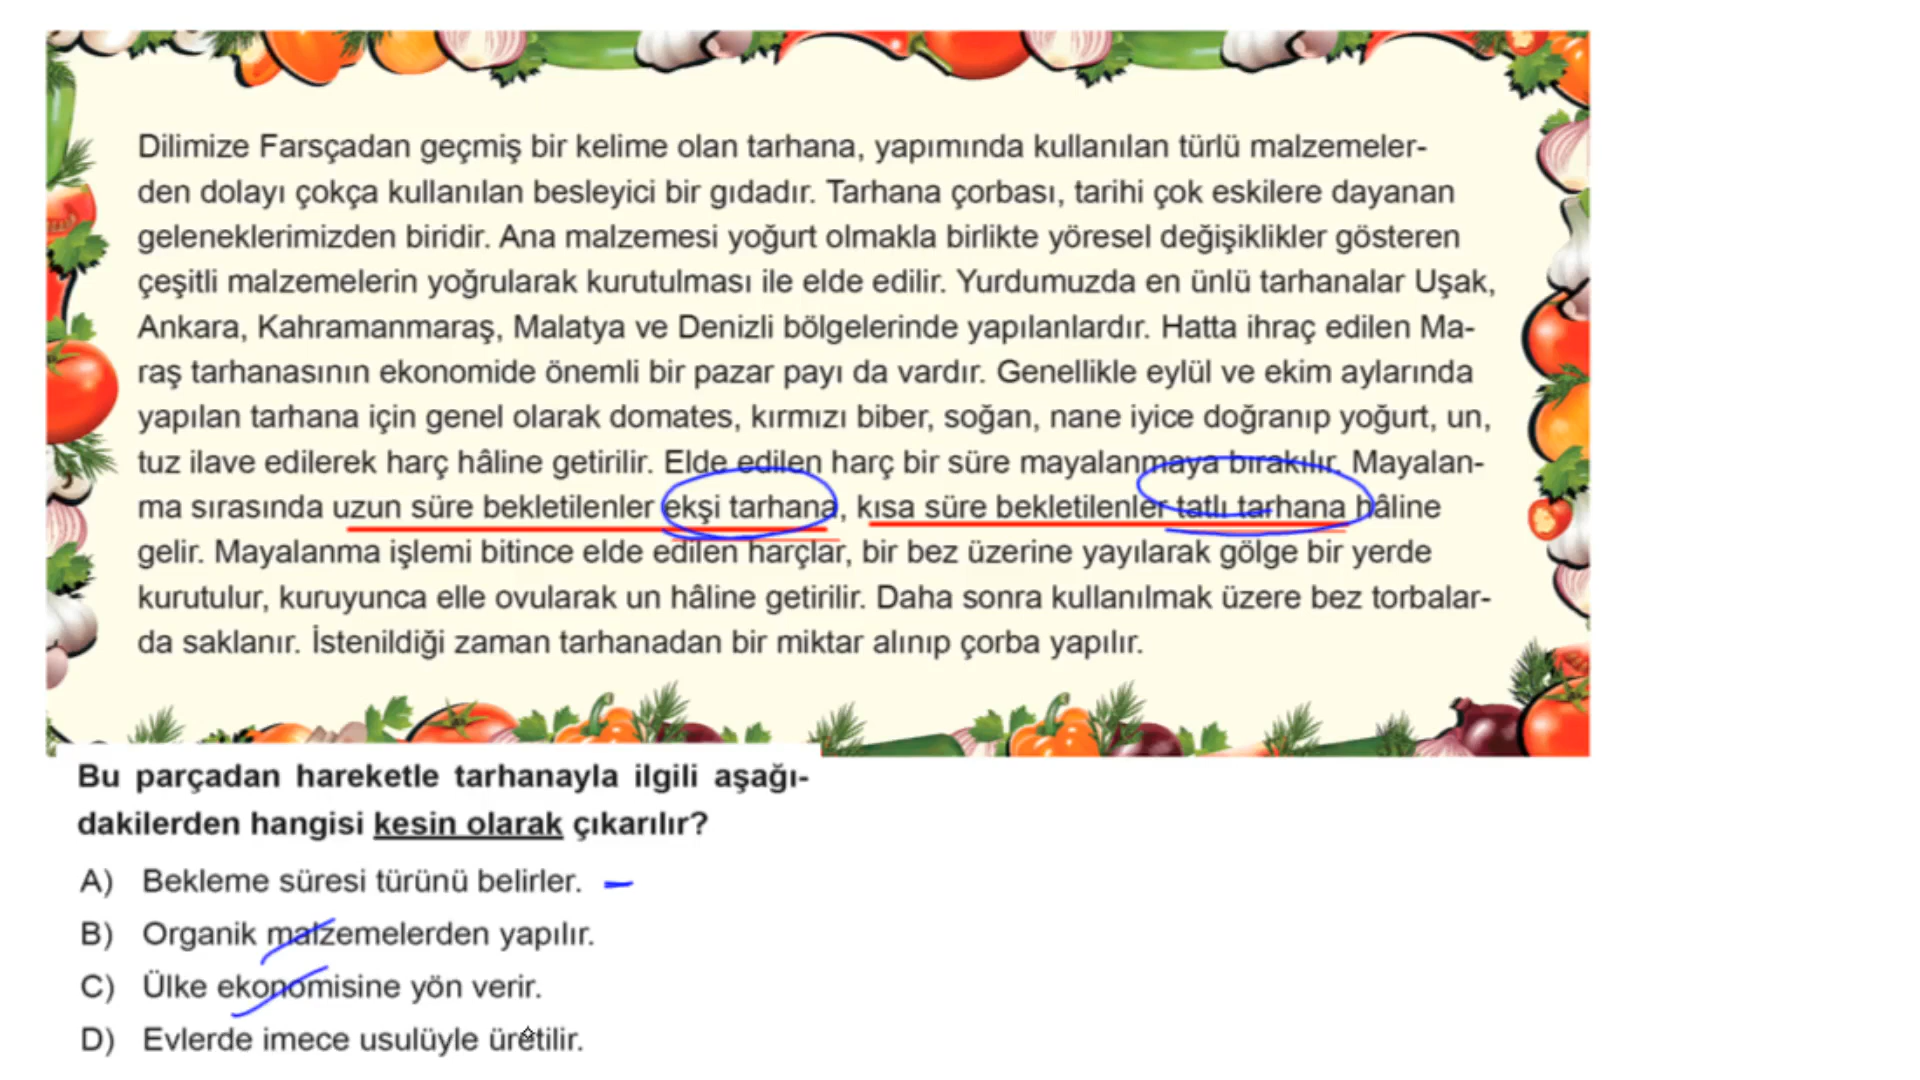 Dilimize Farsçadan geçmiş bir kelime olan tarhana, yapımında kullanılan türlü malzemeler-
den dolayı çokça kullanılan besleyici bir gıdadır. Tarhana çorbası, tarihi çok eskilere dayanan
geleneklerimizden biridir. Ana malzemesi yoğurt olmakla birlikte yöresel değişiklikler gösteren
çeşitli malzemelerin yoğrularak kurutulması ile elde edilir. Yurdumuzda en ünlü tarhanalar Uşak,
Ankara, Kahramanmaraş, Malatya ve Denizli bölgelerinde yapılanlardır. Hatta ihraç edilen Ma-
raş tarhanasının ekonomide önemli bir pazar payı da vardır. Genellikle eylül ve ekim aylarında
yapılan tarhana için genel olarak domates, kırmızı biber, soğan, nane iyice doğranıp yoğurt, un,
tuz ilave edilerek harç hâline getirilir. Elde edilen harç bir süre mayalanmaya bırakılır. Mayalan-
ma sırasında uzun süre bekletilenler ekşi tarhana, kısa süre bekletilenler tatlı tarhana hâline
gelir. Mayalanma işlemi bitince elde edilen harçlar, bir bez üzerine yayılarak gölge bir yerde
kurutulur, kuruyunca elle ovularak un hâline getirilir. Daha sonra kullanılmak üzere bez torbalar-
da saklanır. İstenildiği zaman tarhanadan bir miktar alınıp çorba yapılır.
Bu parçadan hareketle tarhanayla ilgili aşağı-
dakilerden hangisi kesin olarak çıkarılır?
A) Bekleme süresi türünü belirler.
B) Organik malzemelerden yapılır.
C) Ülke ekonomisine yön verir.
D) Evlerde imece usulüyle üretilir.